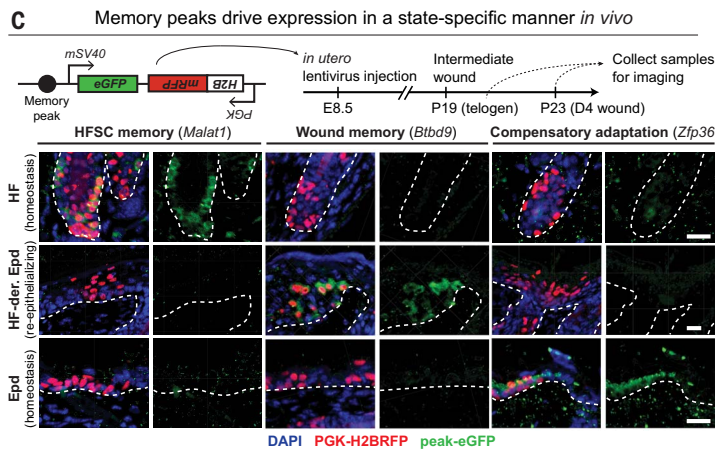 C Memory peaks drive expression in a state-specific manner in vivo
mSV40
eGFP
mRFP
H2B
PGK
Memory
peak
in utero
lentivirus injection
E8.5
Intermediate
wound
P19 (telogen)
P23 (D4 wound)
Collect samples
for imaging
HFSC memory (Malat1)
Wound memory (Btbd9)
Compensatory adaptation (Zfp36
HF
(homeostasis)
HF-der. Epd
(re-epithelializing)
Epd
(homeostasis)
DAPI PGK-H2BRFP peak-eGFP